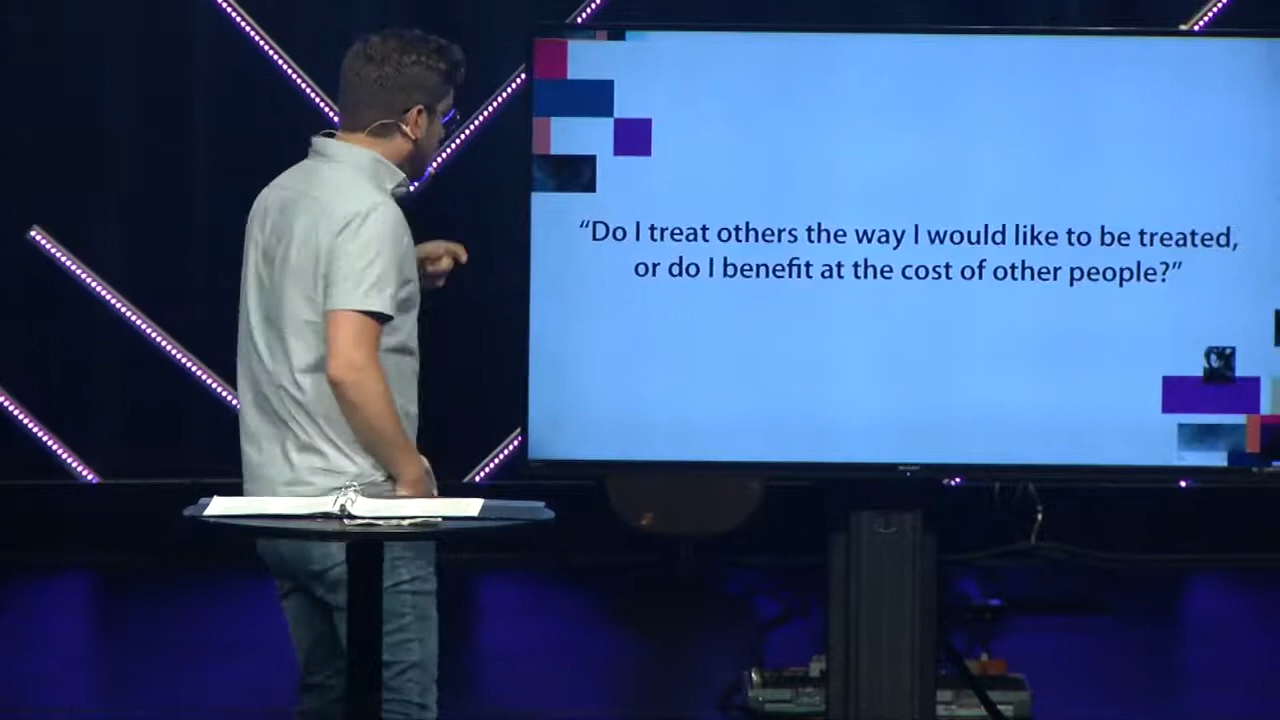 “Do I treat others the way I would like to be treated,
or do I benefit at the cost of other people?”